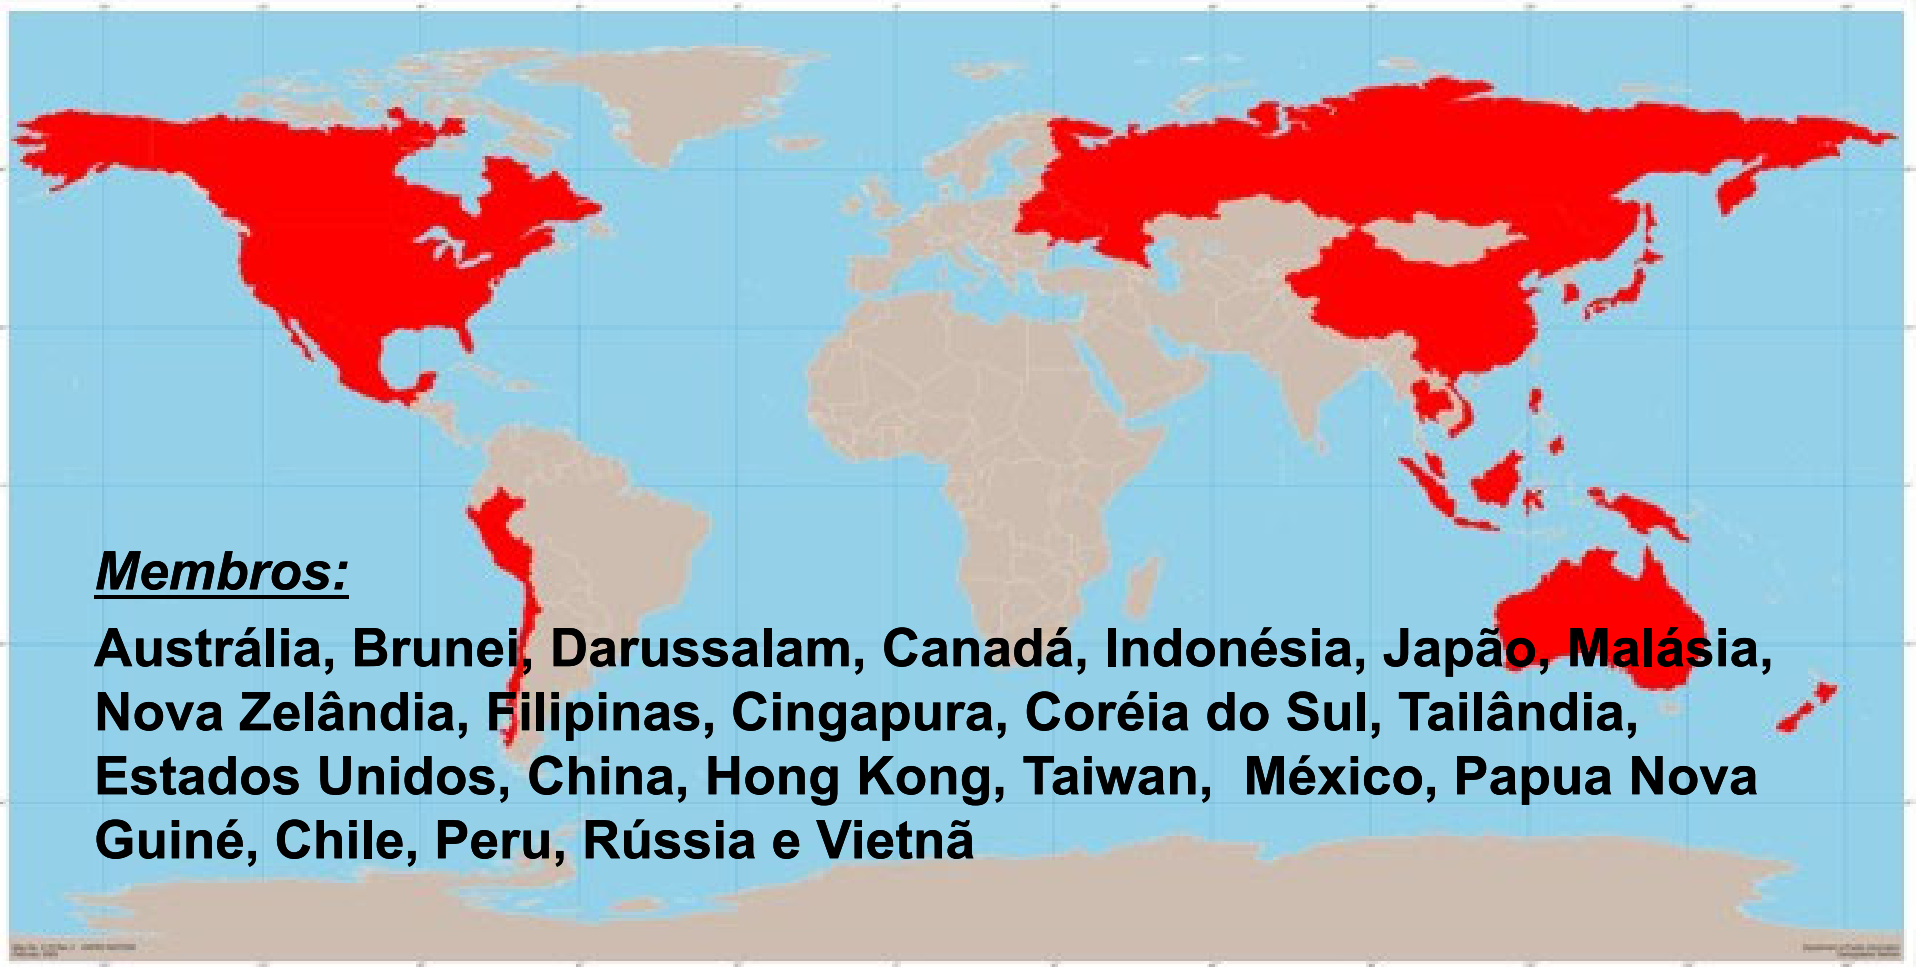 Membros:
Austrália, Brunei, Darussalam, Canadá, Indonésia, Japão, Malásia,
Nova Zelândia, Filipinas, Cingapura, Coréia do Sul, Tailândia,
Estados Unidos, China, Hong Kong, Taiwan, México, Papua Nova
Guiné, Chile, Peru, Rússia e Vietnã